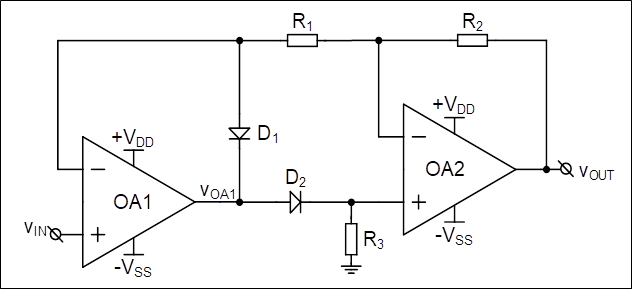 R1
R2
+VDD
+VDD
D1
−
−
OA2
vOUT
D2
OA1
vOA1
+
vIN
+
R3
-VSS
-VSS